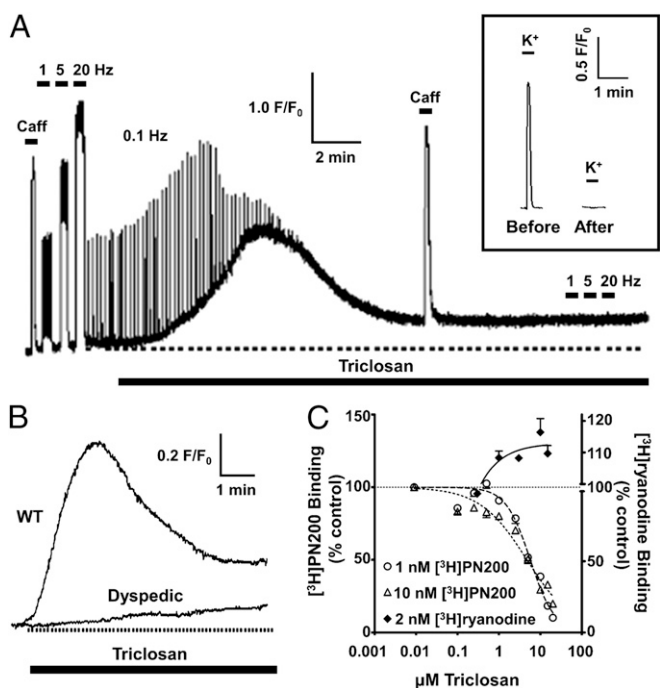 A
1 5 20 Hz
Caff
0.1 Hz
1.0 F/F0
2 min
Caff
K+
0.5 F/F0
1 min
K+
Before After
1 5 20 Hz
Triclosan
B
0.2 F/F0
1 min
WT
Dyspedic
Triclosan
C
[3H]PN200 Binding
(% control)
150
100
50
0
120
110
100
50
0
[3H]ryanodine Binding
(% control)
1 nM [3H]PN200
10 nM [3H]PN200
2 nM [3H]ryanodine
0.001 0.01 0.1 1 10 100
µM Triclosan